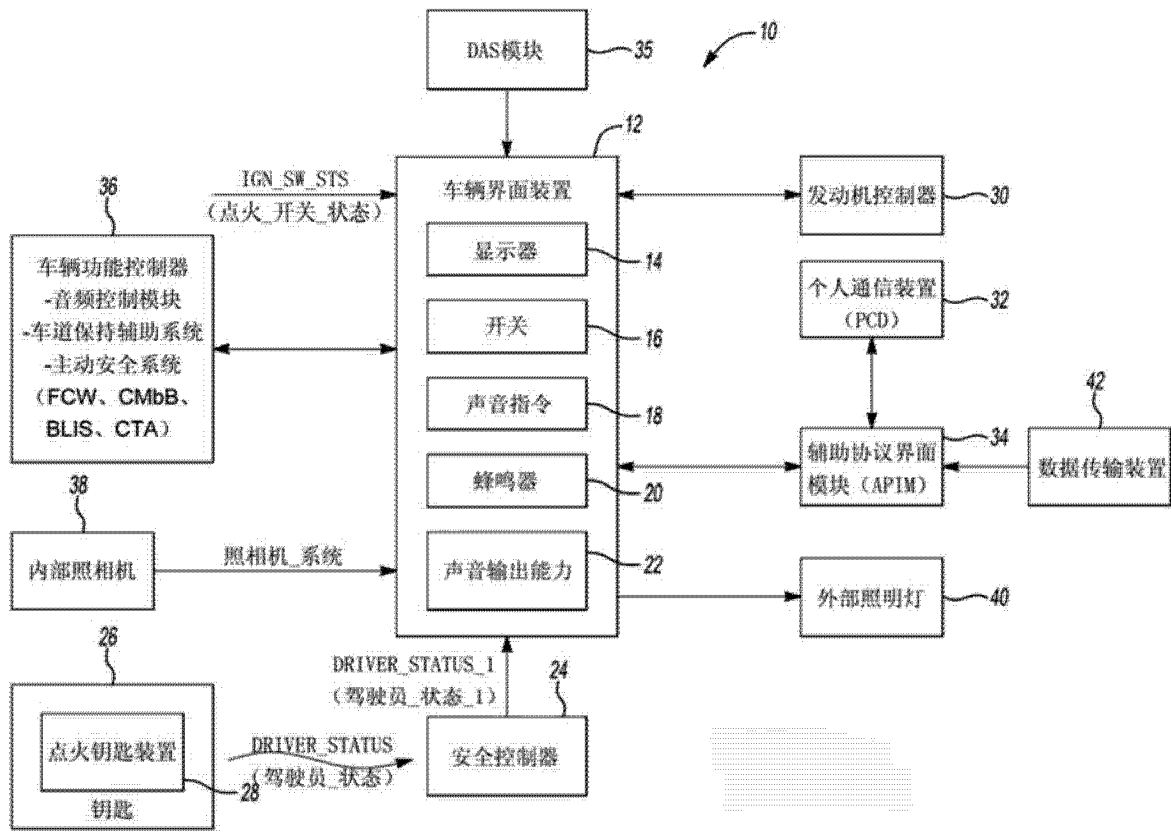 DAS模块
35
10
12
36
IGN_SW_STS
(点火_开关_状态)
车辆功能控制器
-音频控制模块
-车道保持辅助系统
-主动安全系统
(FCW、CMbB、
BLIS、CTA)
车辆界面装置
显示器
14
开关
16
声音指令
18
蜂鸣器
20
声音输出能力
22
发动机控制器
30
个人通信装置
(PCD)
32
辅助协议界面
模块(APIM)
34
42
数据传输装置
外部照明灯
40
38
内部照相机
照相机_系统
26
点火钥匙装置
28
钥匙
DRIVER_STATUS
(驾驶员_状态)
DRIVER_STATUS_1
(驾驶员_状态_1)
24
安全控制器